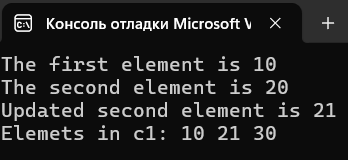 Консоль отладки Microsoft V
The first element is 10
The second element is 20
Updated second element is 21
Elemets in c1: 10 21 30